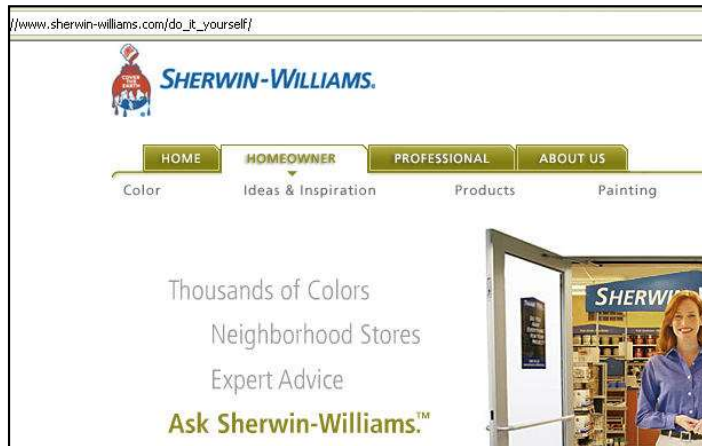 //www.sherwin-williams.com/do_it_yourself/
COVER
THE
EARTH
SHERWIN-WILLIAMS.
HOME HOMEOWNER PROFESSIONAL ABOUT US
Color Ideas & Inspiration Products Painting
Thousands of Colors
Neighborhood Stores
Expert Advice
Ask Sherwin-Williams.™
SHERWI